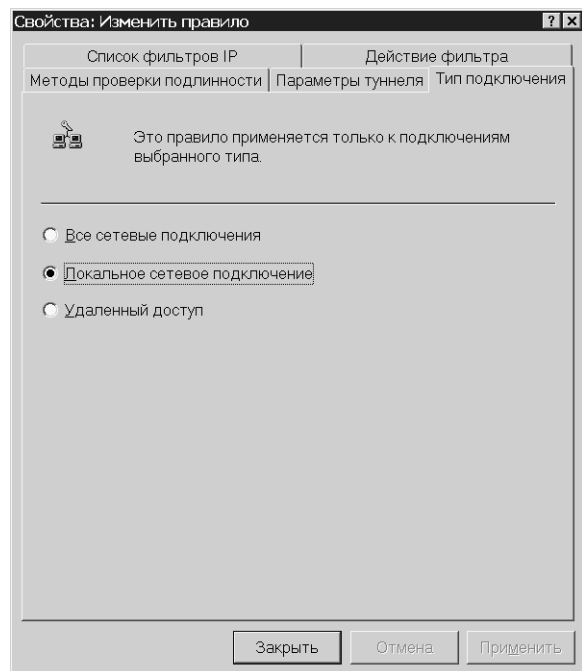 Свойства: Изменить правило
Список фильтров IP
Действие фильтра
Методы проверки подлинности
Параметры туннеля
Тип подключения
Это правило применяется только к подключениям
выбранного типа.
Все сетевые подключения
Локальное сетевое подключение
Удаленный доступ
Закрыть
Отмена
Применить